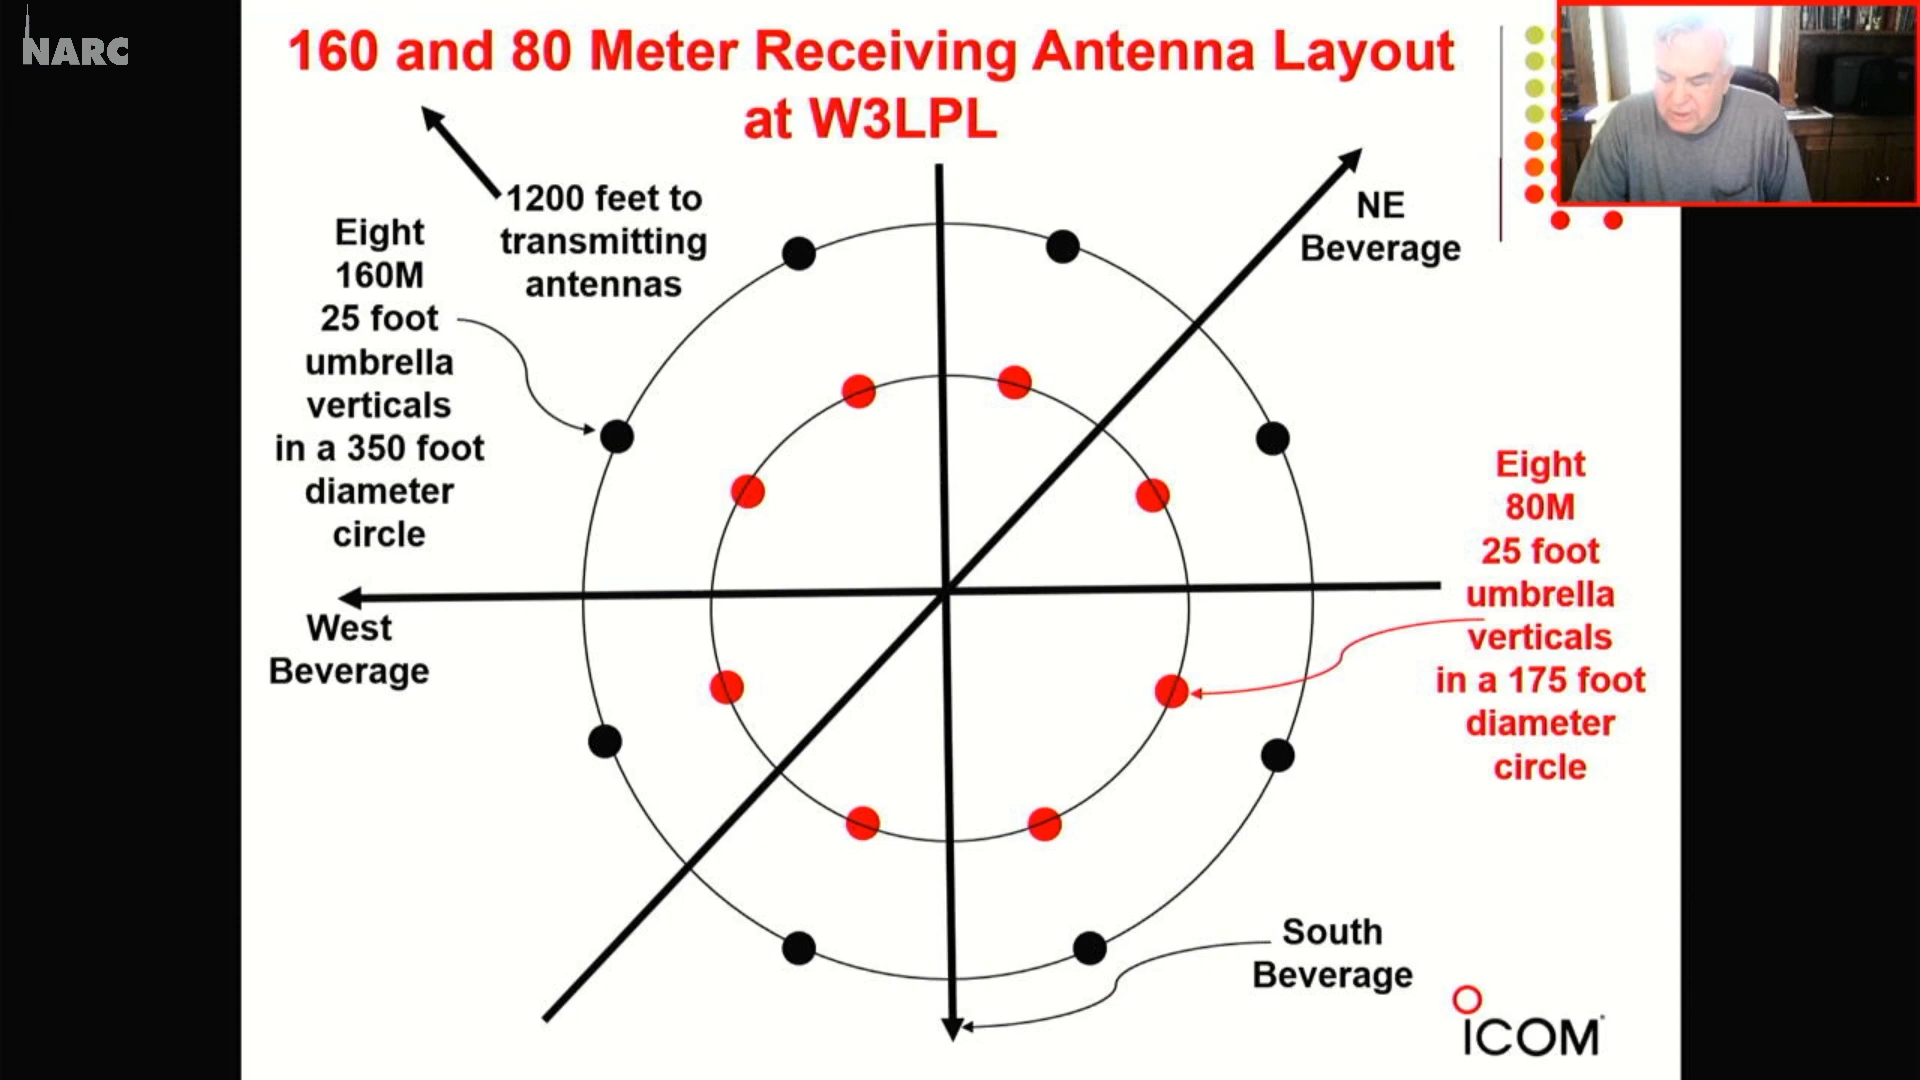 NARC
160 and 80 Meter Receiving Antenna Layout
at W3LPL
1200 feet to
transmitting
antennas
Eight
160M
25 foot
umbrella
verticals
in a 350 foot
diameter
circle
NE
Beverage
West
Beverage
Eight
80M
25 foot
umbrella
verticals
in a 175 foot
diameter
circle
South
Beverage
ICOM